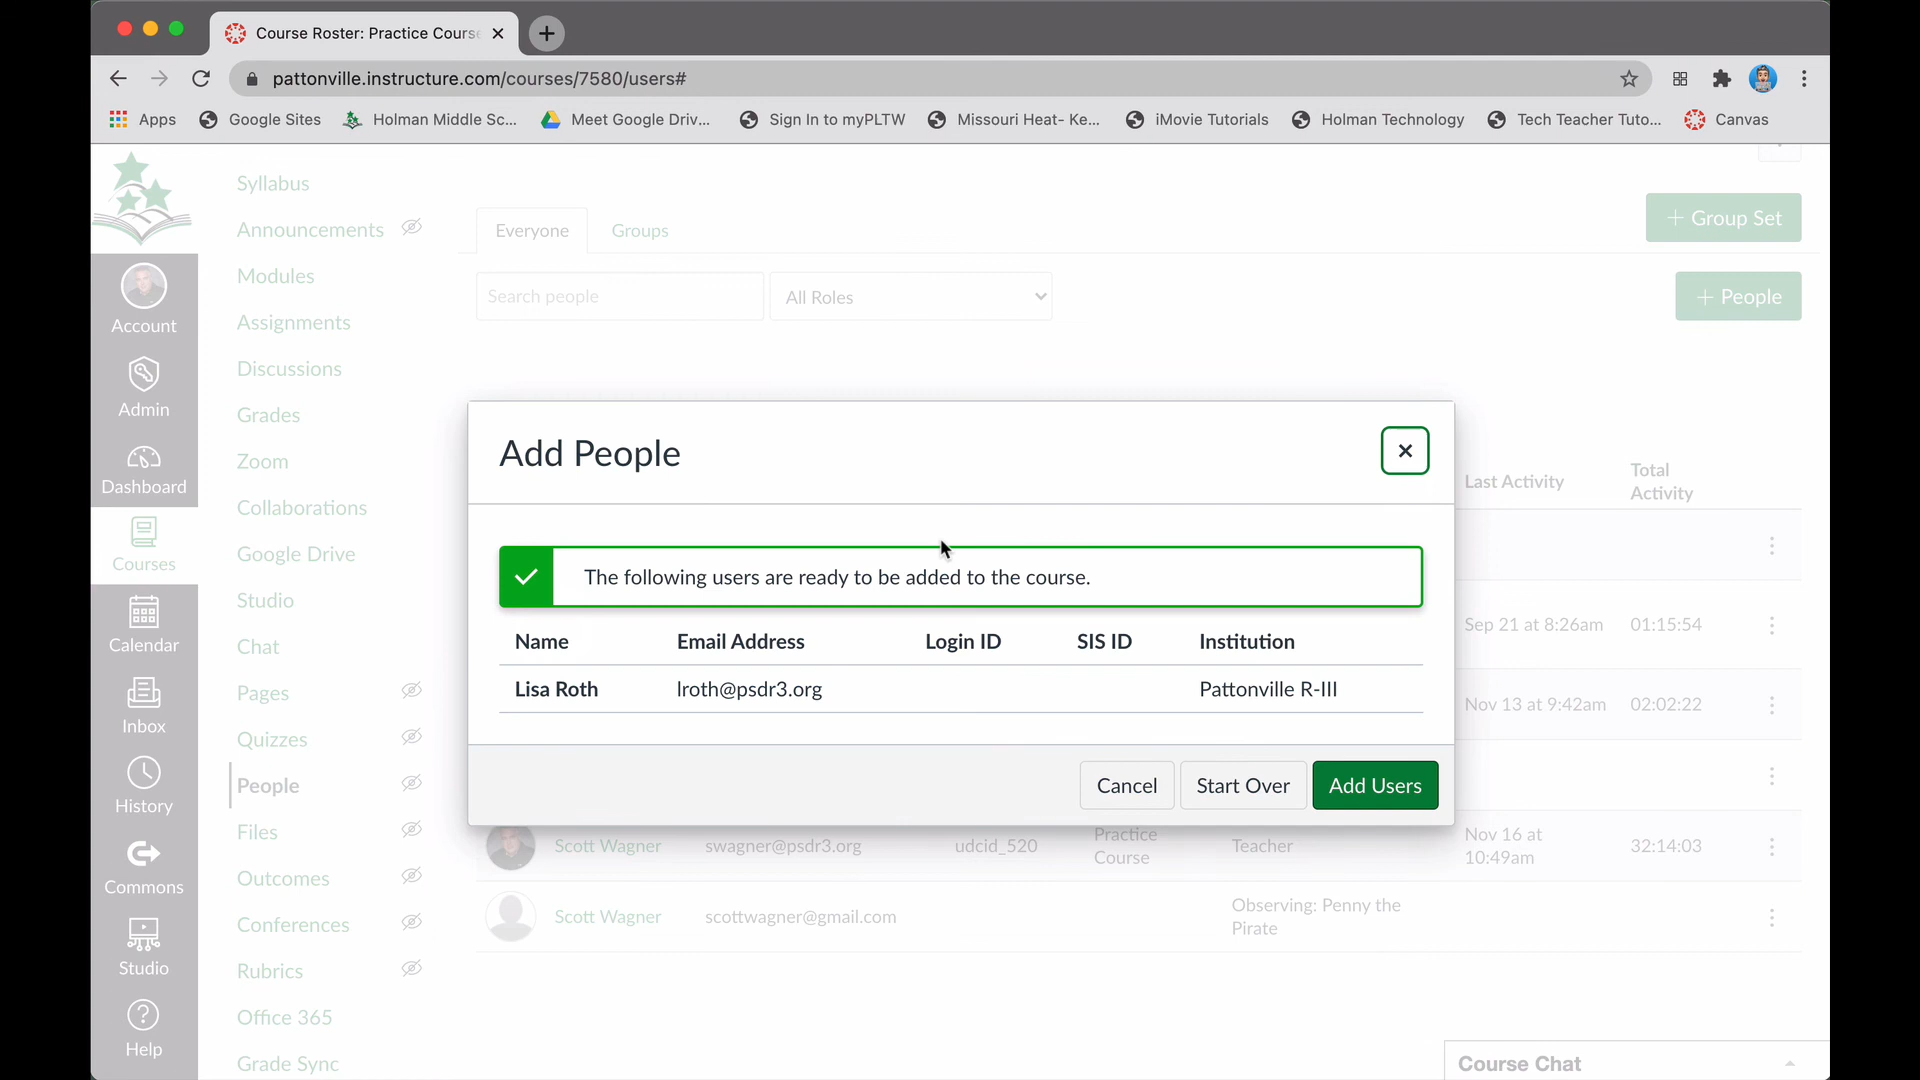 Course Roster: Practice Cours
pattonville.instructure.com/courses/7580/users#
Apps
Google Sites
Holman Middle Sc...
Meet Google Driv...
Sign In to myPLTW
Missouri Heat- Ke...
iMovie Tutorials
Holman Technology
Tech Teacher Tuto...
Canvas
Account
Admin
Dashboard
Courses
Calendar
Inbox
History
Commons
Studio
Help
Syllabus
Announcements
Modules
Assignments
Discussions
Grades
Zoom
Collaborations
Google Drive
Studio
Chat
Pages
Quizzes
People
Files
Outcomes
Conferences
Rubrics
Office 365
Grade Sync
Everyone
Groups
+ Group Set
Search people
All Roles
+ People
Last Activity
Total
Activity
Sep 21 at 8:26am 01:15:54
Nov 13 at 9:42am 02:02:22
Add People
The following users are ready to be added to the course.
Name Email Address Login ID SIS ID Institution
Lisa Roth lroth@psdr3.org Pattonville R-III
Cancel
Start Over
Add Users
Scott Wagner swagner@psdr3.org udcid_520 Practice Course Teacher Nov 16 at 10:49am 32:14:03
Scott Wagner scottwagner@gmail.com Observing: Penny the Pirate
Course Chat